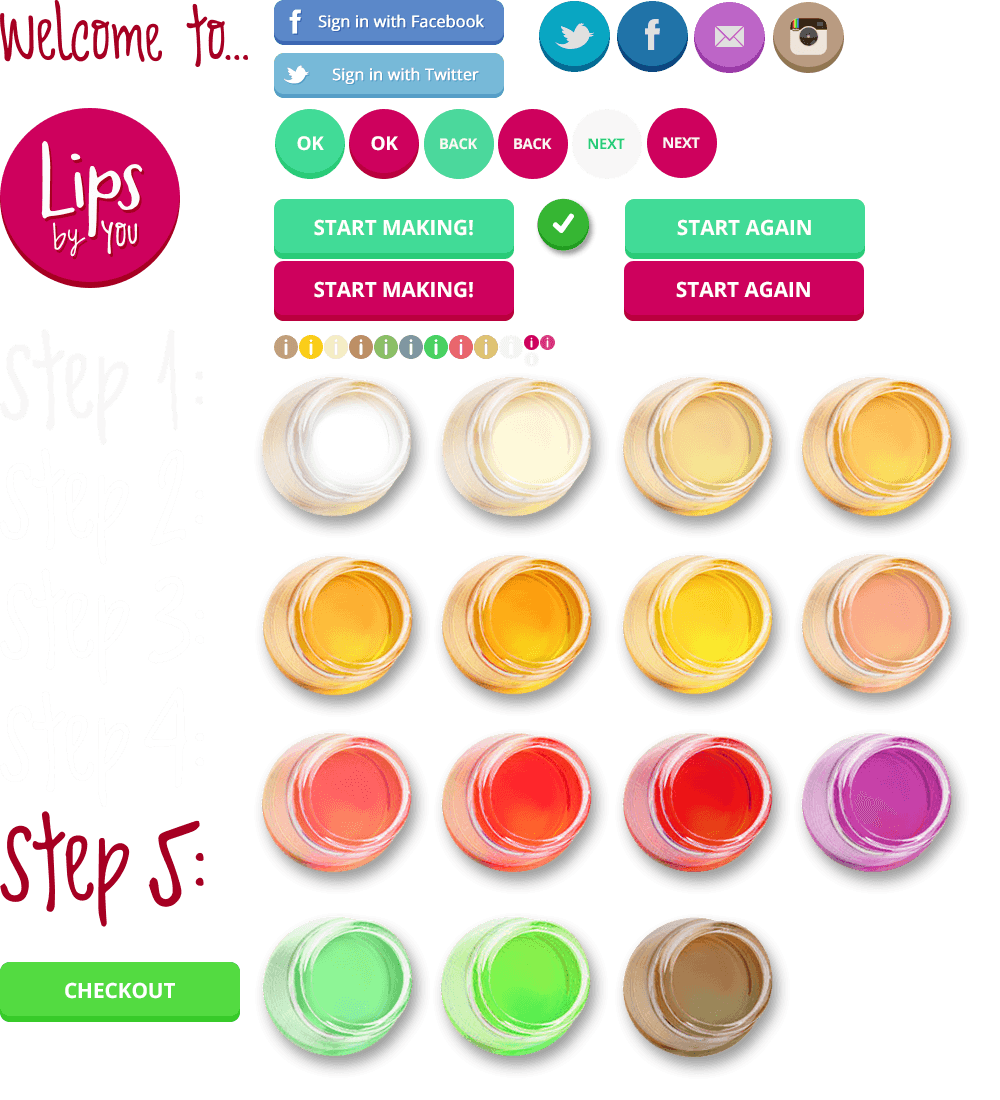 Welcome to...
Sign in with Facebook
Sign in with Twitter
Lips
by YOU
OK
OK
BACK
BACK
NEXT
NEXT
START MAKING!
START AGAIN
START MAKING!
START AGAIN
i i i i i i i i i i i i
Step 1:
Step 2:
Step 3
Step 4
Step 5:
CHECKOUT